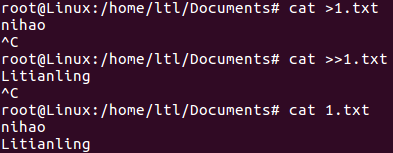 root@Linux:/home/ltl/Documents# cat >1.txt
nihao
^C
root@Linux:/home/ltl/Documents# cat >>1.txt
Litianling
^C
root@Linux:/home/ltl/Documents# cat 1.txt
nihao
Litianling